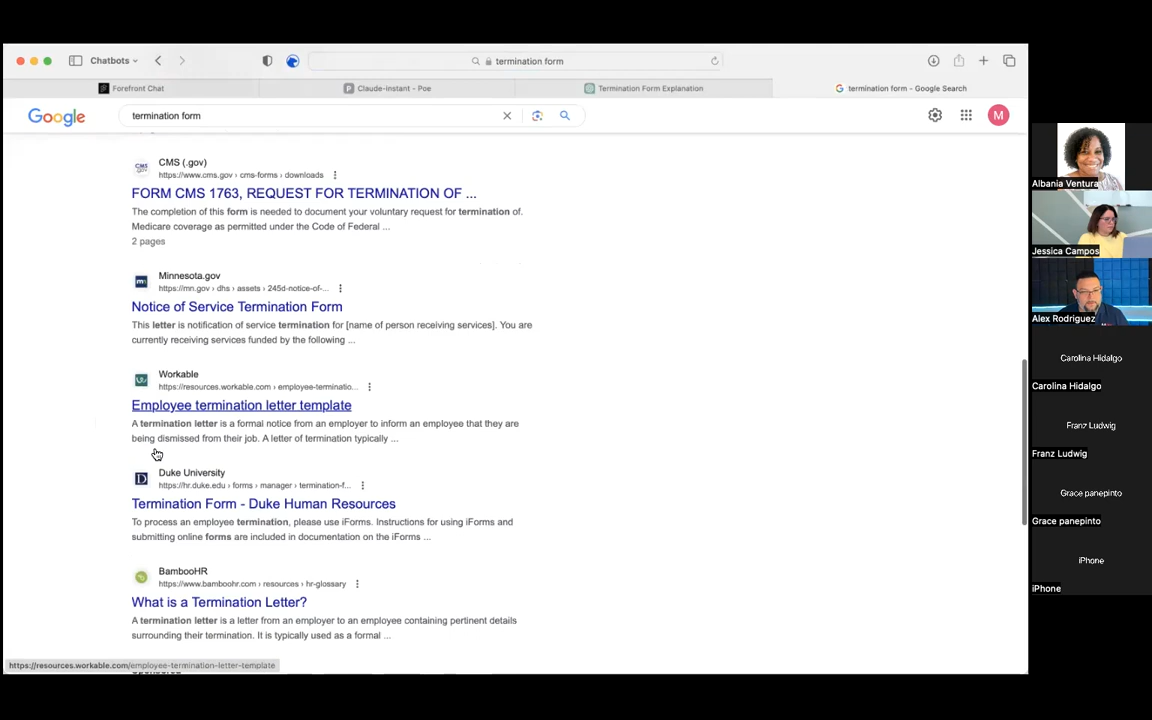 Chatbots
termination form
Forefront Chat
Claude-instant - Poe
Termination Form Explanation
termination form - Google Search
Google
termination form
M
CMS (.gov)
https://www.cms.gov › cms-forms › downloads
FORM CMS 1763, REQUEST FOR TERMINATION OF ...
The completion of this form is needed to document your voluntary request for termination of.
Medicare coverage as permitted under the Code of Federal ...
2 pages
Minnesota.gov
https://mn.gov › dhs › assets › 245d-notice-of-...
Notice of Service Termination Form
This letter is notification of service termination for [name of person receiving services]. You are
currently receiving services funded by the following ...
Workable
https://resources.workable.com › employee-terminatio...
Employee termination letter template
A termination letter is a formal notice from an employer to inform an employee that they are
being dismissed from their job. A letter of termination typically ...
Duke University
https://hr.duke.edu › forms › manager › termination-f...
Termination Form - Duke Human Resources
To process an employee termination, please use iForms. Instructions for using iForms and
submitting online forms are included in documentation on the iForms ...
BambooHR
https://www.bamboohr.com › resources › hr-glossary
What is a Termination Letter?
A termination letter is a letter from an employer to an employee containing pertinent details
surrounding their termination. It is typically used as a formal ...
https://resources.workable.com/employee-termination-letter-template
Albania Ventura
Jessica Campos
Alex Rodriguez
Carolina Hidalgo
Carolina Hidalgo
Franz Ludwig
Franz Ludwig
Grace panepinto
Grace panepinto
iPhone
iPhone